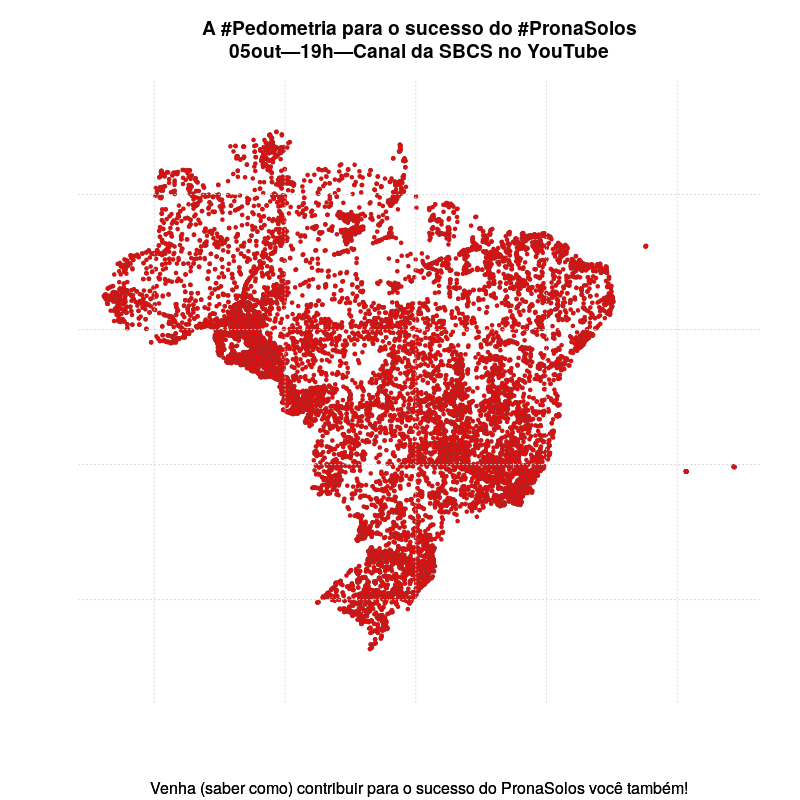 A #Pedometria para o sucesso do #PronaSolos
05out—19h—Canal da SBCS no YouTube
Venha (saber como) contribuir para o sucesso do PronaSolos você também!